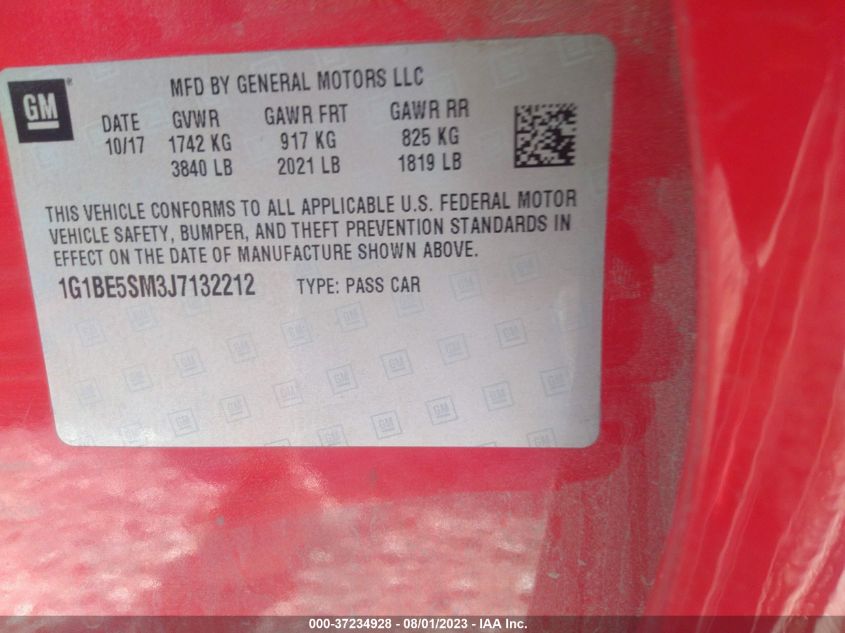 GM
MFD BY GENERAL MOTORS LLC
DATE GVWR GAWR FRT GAWR RR
10/17 1742 KG 917 KG 825 KG
3840 LB 2021 LB 1819 LB
THIS VEHICLE CONFORMS TO ALL APPLICABLE U.S. FEDERAL MOTOR
VEHICLE SAFETY, BUMPER, AND THEFT PREVENTION STANDARDS IN
EFFECT ON THE DATE OF MANUFACTURE SHOWN ABOVE.
1G1BE5SM3J7132212 TYPE: PASS CAR
000-37234928 - 08/01/2023 - IAA Inc.